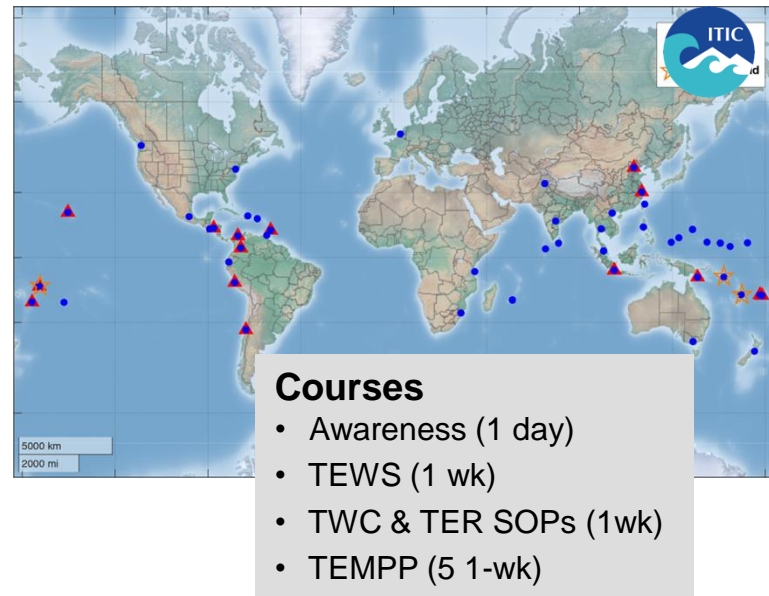 ITIC
5000 km
2000 mi
Courses
• Awareness (1 day)
• TEWS (1 wk)
• TWC & TER SOPs (1wk)
• TEMPP (5 1-wk)